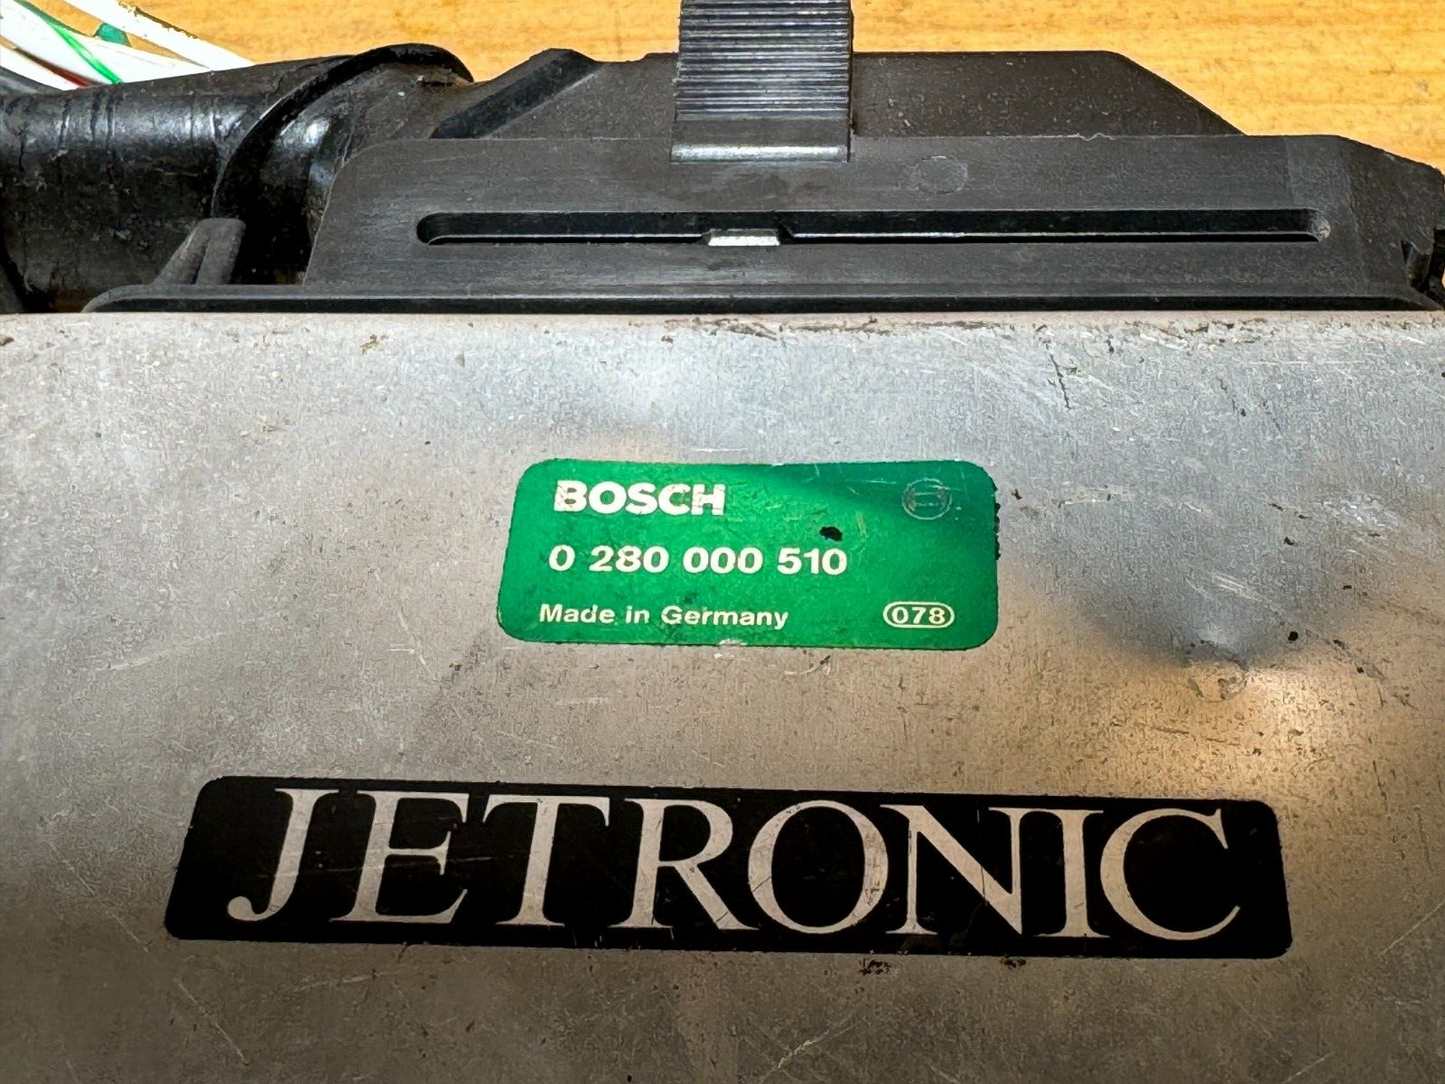 BOSCH
0 280 000 510
Made in Germany 078
JETRONIC